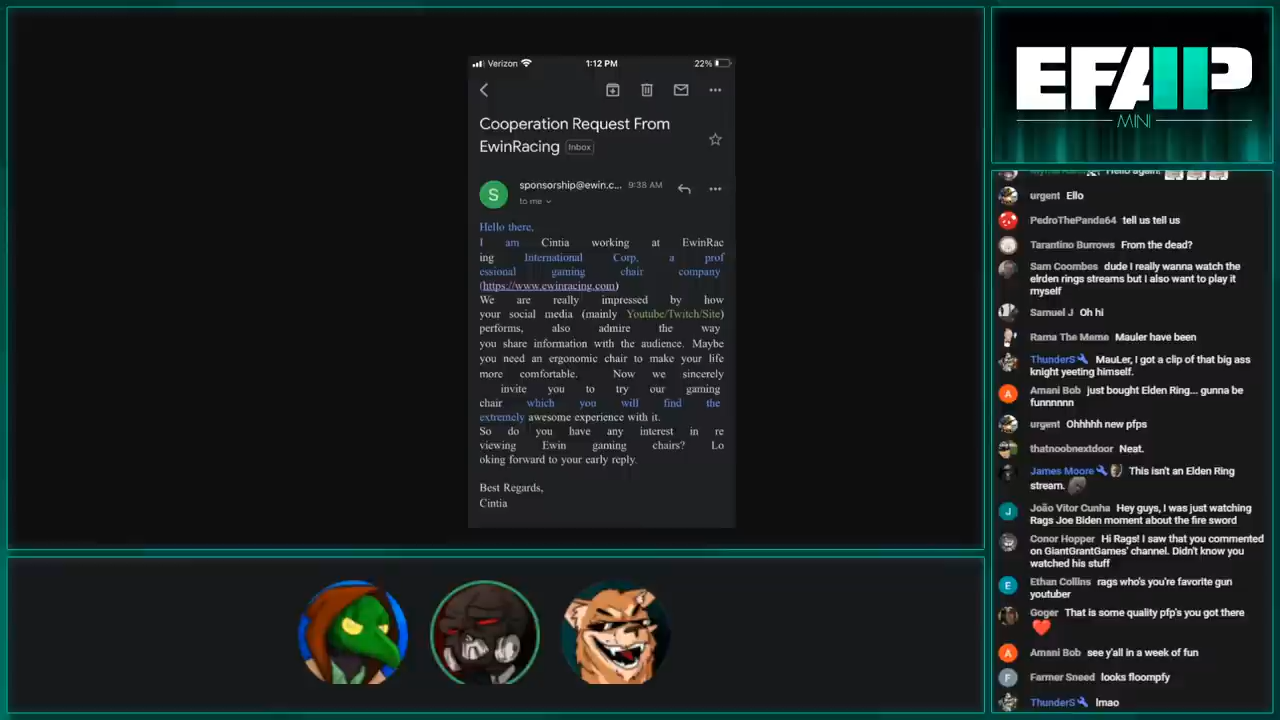 Verizon
1:12 PM
22%
Cooperation Request From
EwinRacing Inbox
S
sponsorship@ewin.c... 9:38 AM
to me
Hello there,
I am Cintia working at EwinRac
ing International Corp, a prof
essional gaming chair company
(https://www.ewinracing.com)
We are really impressed by how
your social media (mainly Youtube/Twitch/Site)
performs, also admire the way
you share information with the audience. Maybe
you need an ergonomic chair to make your life
more comfortable. Now we sincerely
invite you to try our gaming
chair which you will find the
extremely awesome experience with it.
So do you have any interest in re
viewing Ewin gaming chairs? Lo
oking forward to your early reply.
Best Regards,
Cintia
EFAP
MINI
Hello again!
urgent Ello
PedroThePanda64 tell us tell us
Tarantino Burrows From the dead?
Sam Coombes dude I really wanna watch the
elrden rings streams but I also want to play it
myself
Samuel J Oh hi
Rama The Meme Mauler have been
ThunderS MauLer, I got a clip of that big ass
knight yeeting himself.
A
Amani Bob just bought Elden Ring... gunna be
funnnnnn
urgent Ohhhhh new pfps
thatnoobnextdoor Neat.
James Moore This isn't an Elden Ring
stream.
J
João Vitor Cunha Hey guys, I was just watching
Rags Joe Biden moment about the fire sword
Conor Hopper Hi Rags! I saw that you commented
on GiantGrantGames' channel. Didn't know you
watched his stuff
E
Ethan Collins rags who's you're favorite gun
youtuber
Goger That is some quality pfp's you got there
A
Amani Bob see y'all in a week of fun
F
Farmer Sneed looks floompfy
ThunderS lmao